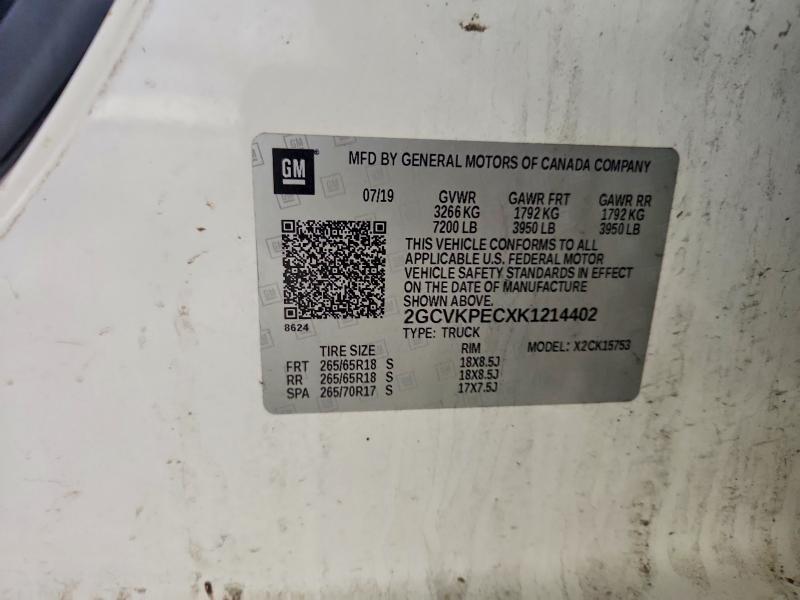 GM
MFD BY GENERAL MOTORS OF CANADA COMPANY
07/19 GVWR GAWR FRT GAWR RR
3266 KG 1792 KG 1792 KG
7200 LB 3950 LB 3950 LB
THIS VEHICLE CONFORMS TO ALL
APPLICABLE U.S. FEDERAL MOTOR
VEHICLE SAFETY STANDARDS IN EFFECT
ON THE DATE OF MANUFACTURE
SHOWN ABOVE.
8624
2GCVKPECXK1214402
TYPE: TRUCK MODEL: X2CK15753
TIRE SIZE RIM
FRT 265/65R18 S 18X8.5J
RR 265/65R18 S 18X8.5J
SPA 265/70R17 S 17X7.5J